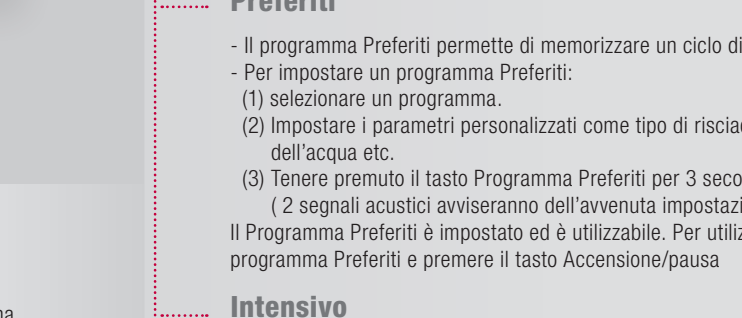 Preferiti
- Il programma Preferiti permette di memorizzare un ciclo di
- Per impostare un programma Preferiti:
(1) selezionare un programma.
(2) Impostare i parametri personalizzati come tipo di risciac
dell'acqua etc.
(3) Tenere premuto il tasto Programma Preferiti per 3 seco
( 2 segnali acustici avviseranno dell'avvenuta impostazi
Il Programma Preferiti è impostato ed è utilizzabile. Per utiliz
programma Preferiti e premere il tasto Accensione/pausa
Intensivo